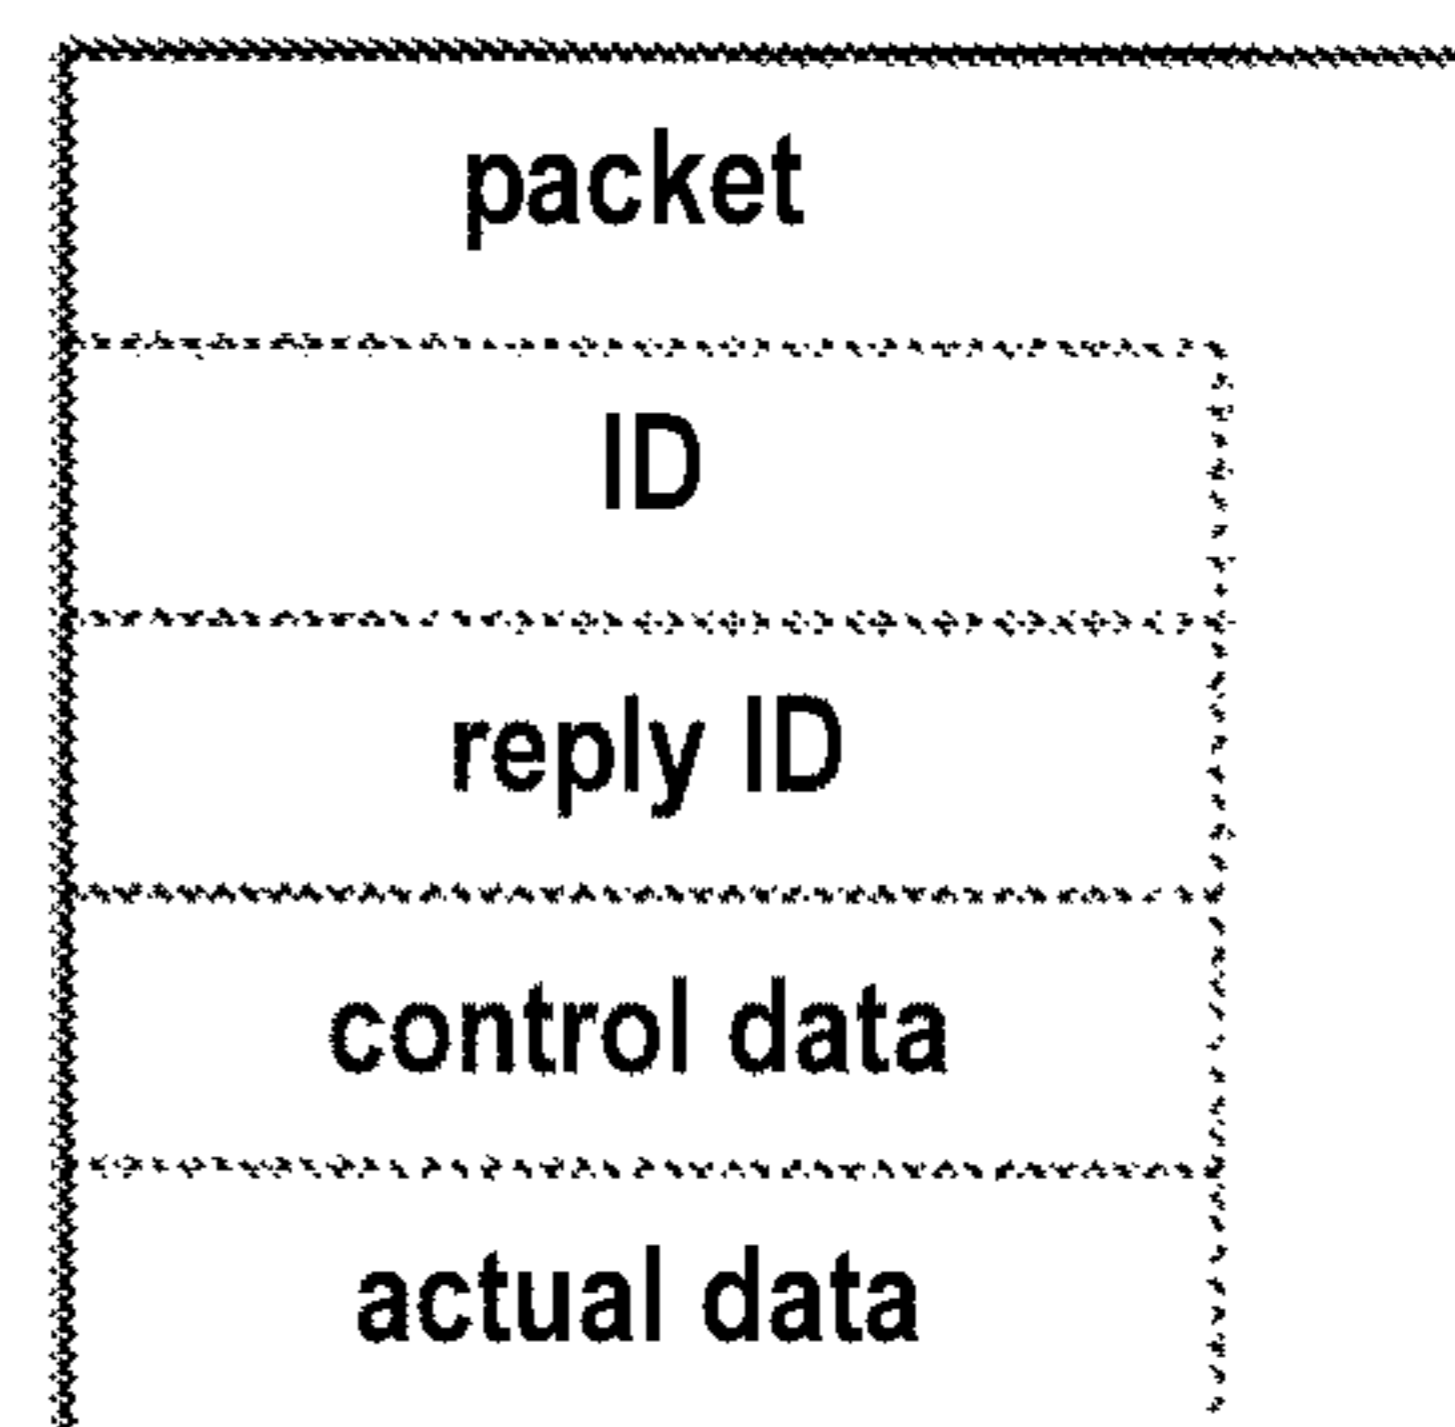 packet
ID
reply ID
control data
actual data